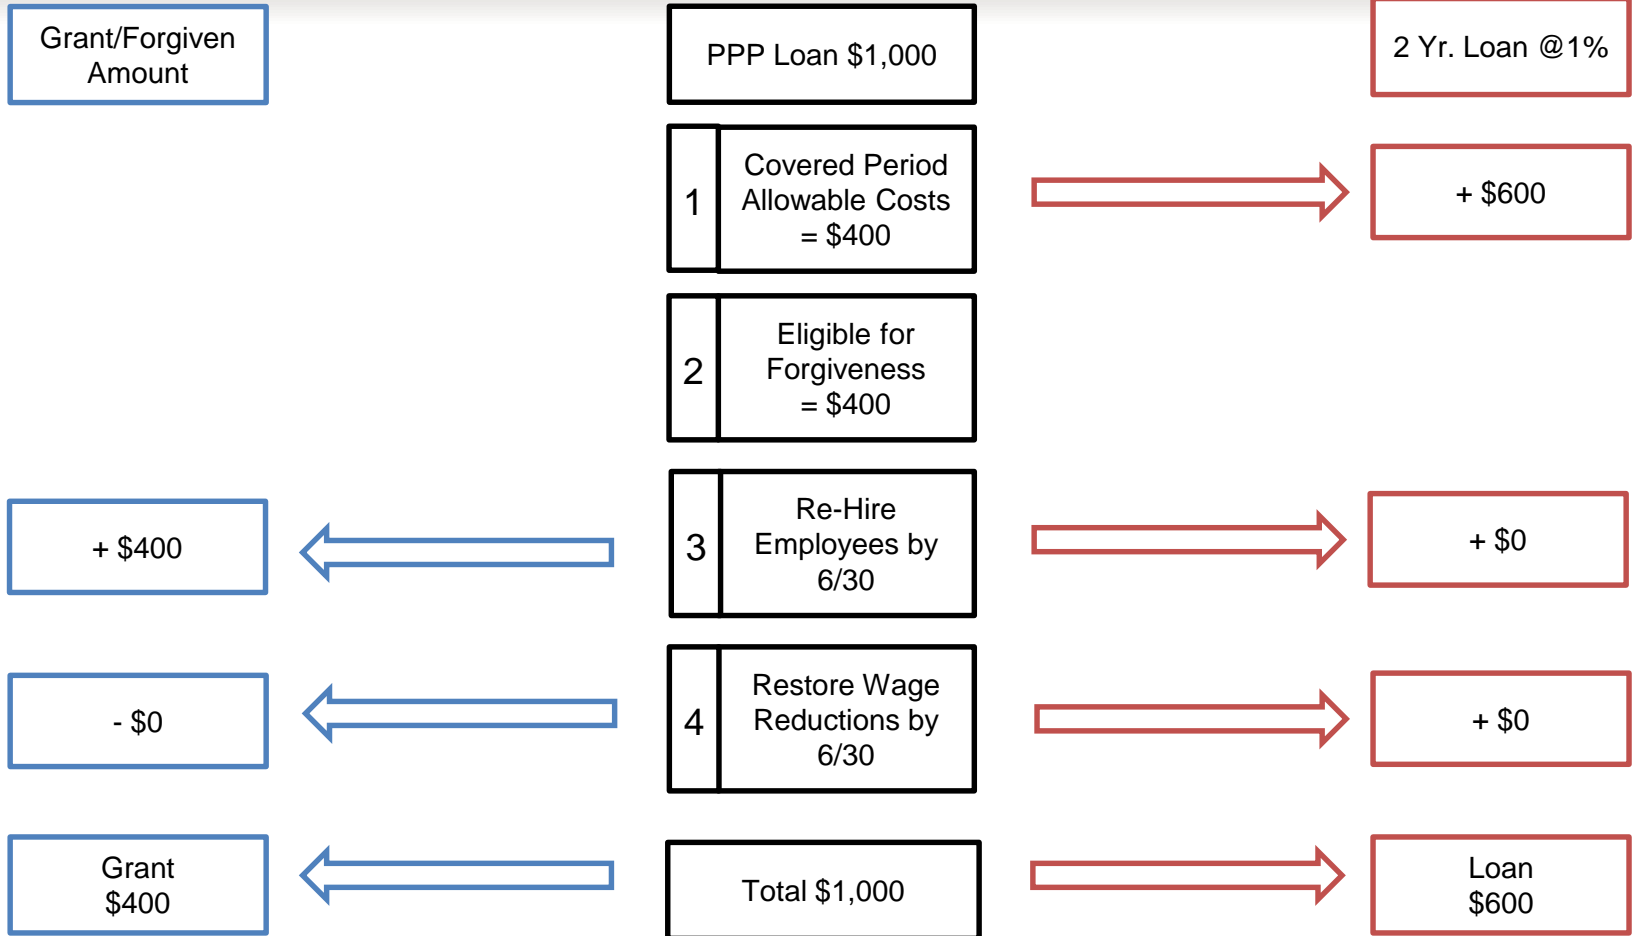 Grant/Forgiven
Amount
PPP Loan $1,000
2 Yr. Loan @1%
1
Covered Period
Allowable Costs
= $400
+ $600
2
Eligible for
Forgiveness
= $400
+ $400
3
Re-Hire
Employees by
6/30
+ $0
- $0
4
Restore Wage
Reductions by
6/30
+ $0
Grant
$400
Total $1,000
Loan
$600